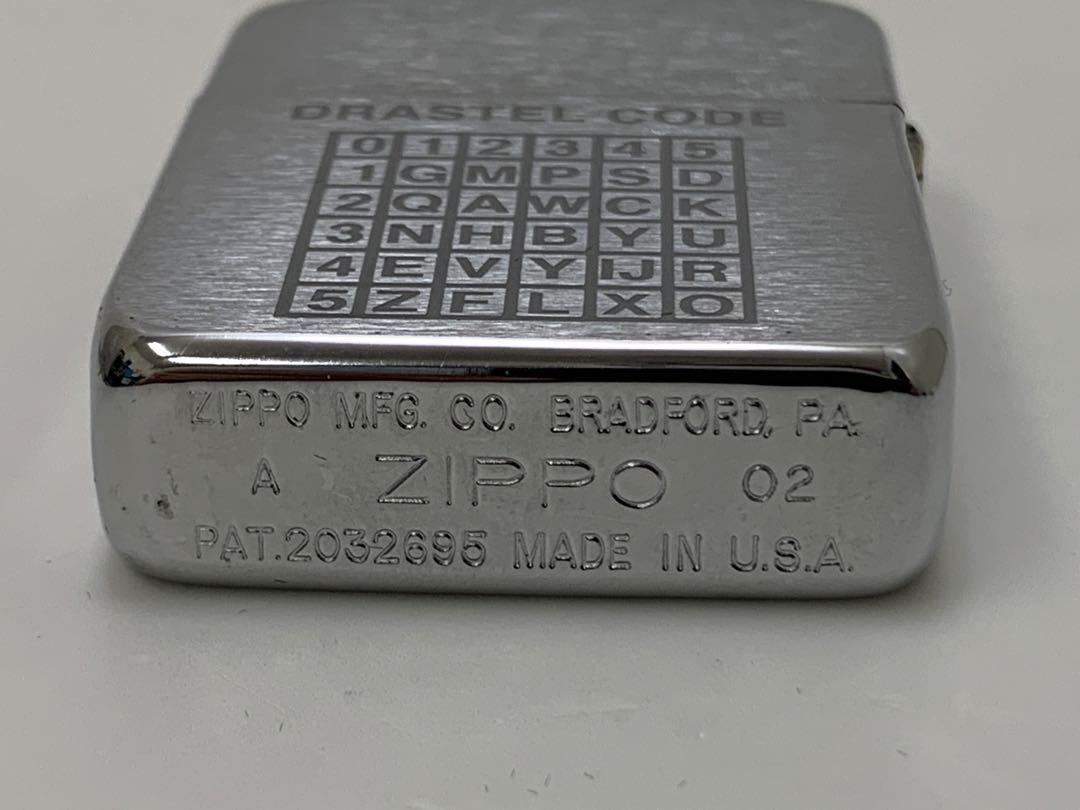 DRASTEL CODE
0 1 2 3 4 5
1 G M P S D
2 Q A W C K
3 N H B Y U
4 E V Y IJ R
5 Z F L X O
ZIPPO MFG. CO. BRADFORD, PA.
A ZIPPO 02
PAT.2032695 MADE IN U.S.A.